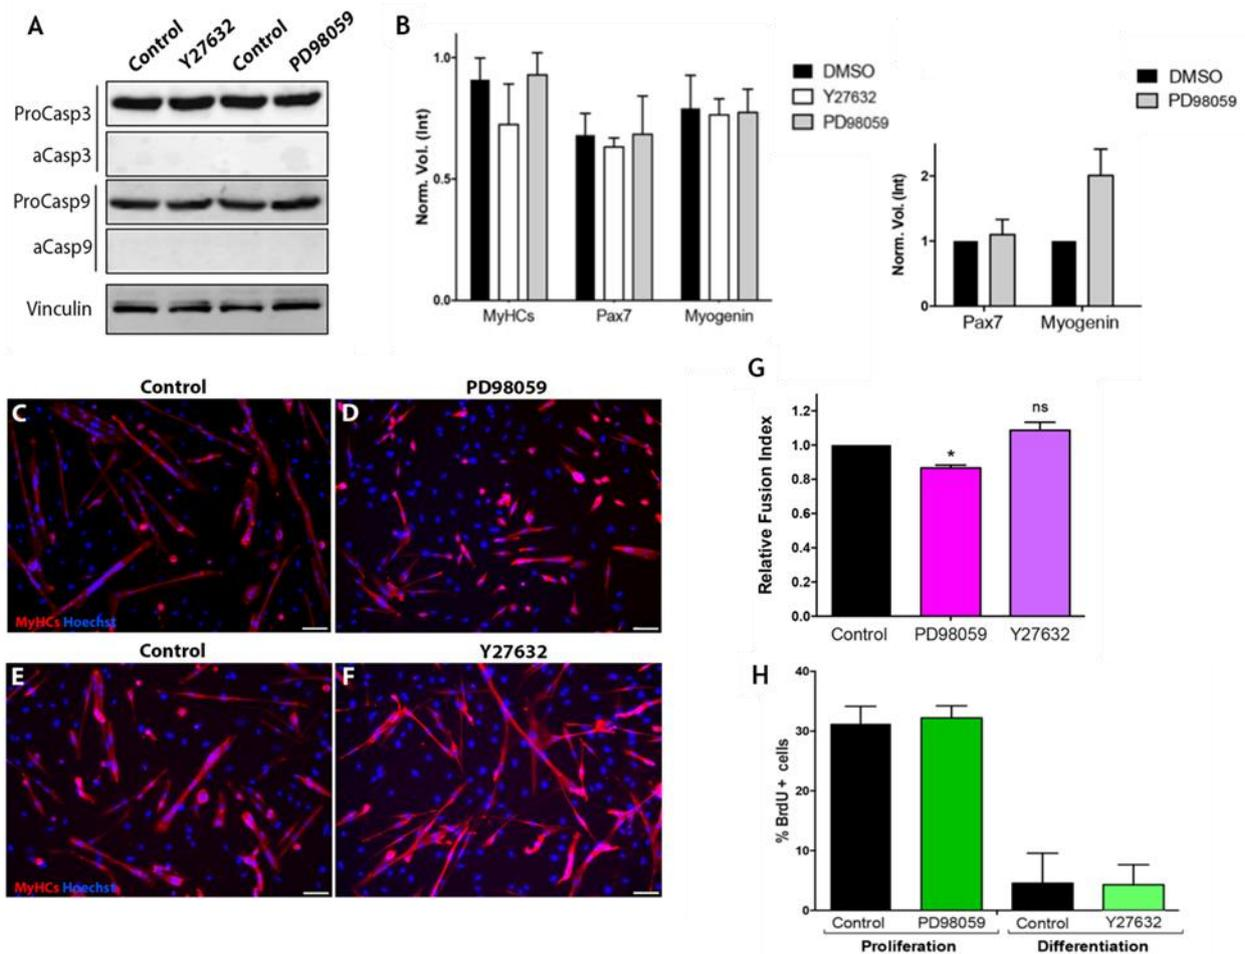 A
Control
Y27632
Control
PD98059
ProCasp3
aCasp3
ProCasp9
aCasp9
Vinculin
B
Norm. Vol. (Int)
1.0
0.5
0.0
MyHCs
Pax7
Myogenin
DMSO
Y27632
PD98059
DMSO
PD98059
Norm. Vol. (Int)
2
1
0
Pax7
Myogenin
Control
PD98059
C
D
MyHCs Hoechst
Control
Y27632
E
F
MyHCs Hoechst
G
Relative Fusion Index
1.2
1.0
0.8
0.6
0.4
0.2
0.0
*
ns
Control
PD98059
Y27632
H
% BrdU + cells
40
30
20
10
0
Control
PD98059
Control
Y27632
Proliferation
Differentiation